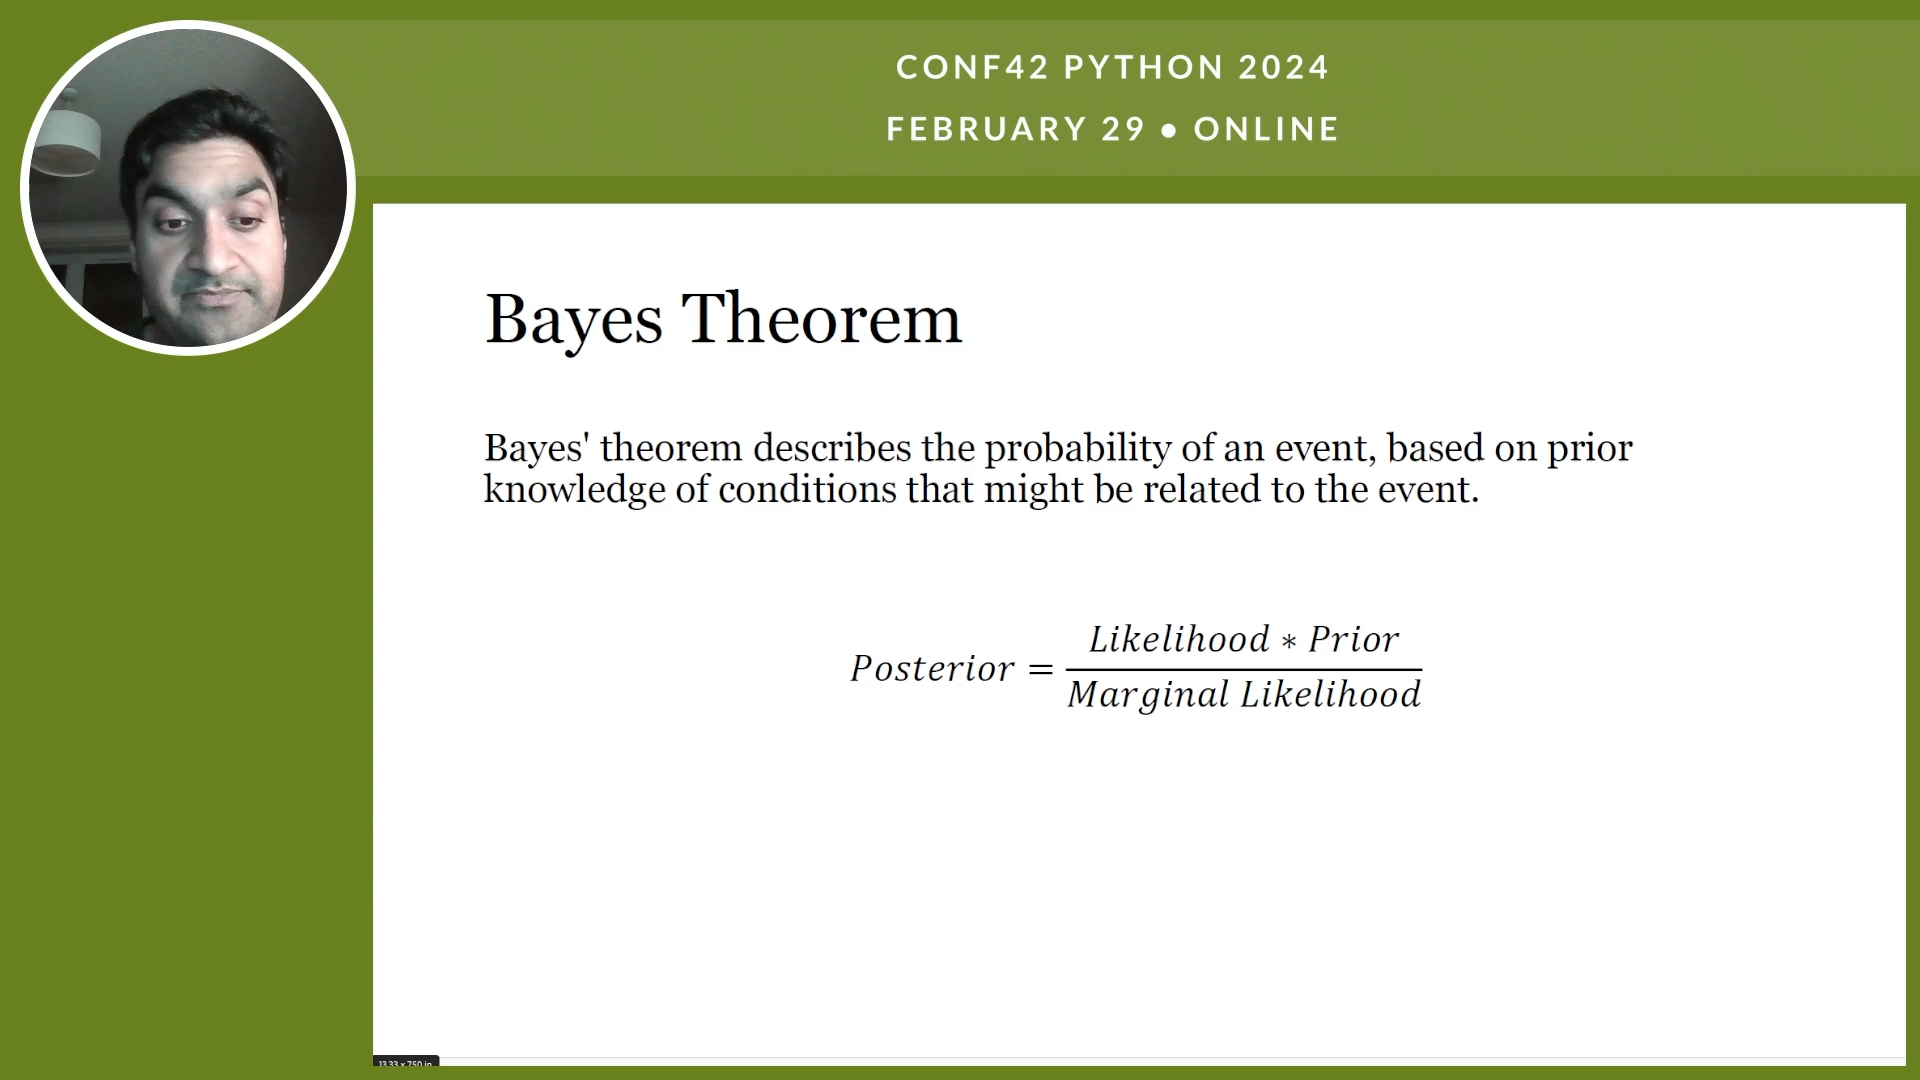 CONF42 PYTHON 2024
FEBRUARY 29 • ONLINE
Bayes Theorem
Bayes' theorem describes the probability of an event, based on prior
knowledge of conditions that might be related to the event.
Posterior = Likelihood * Prior
Marginal Likelihood